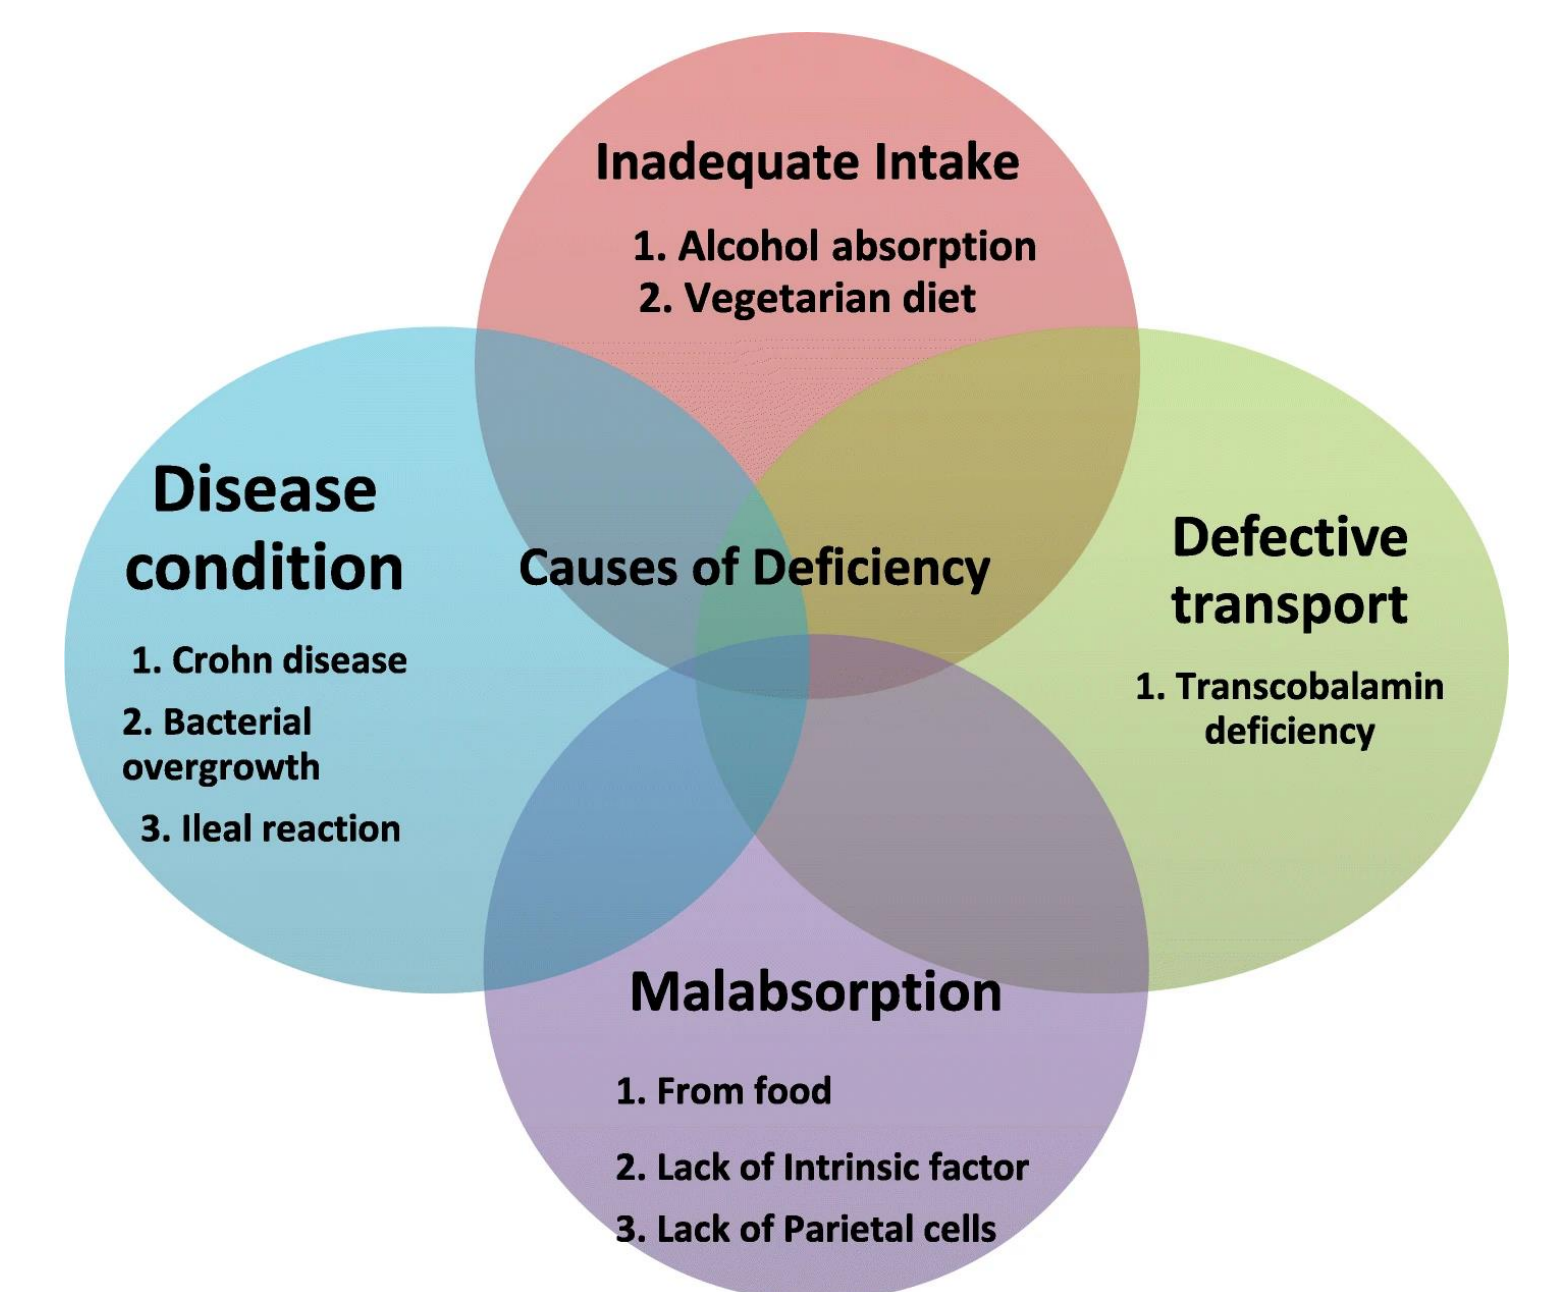 Inadequate Intake
1. Alcohol absorption
2. Vegetarian diet
Disease
condition
1. Crohn disease
2. Bacterial
overgrowth
3. Ileal reaction
Causes of Deficiency
Defective
transport
1. Transcobalamin
deficiency
Malabsorption
1. From food
2. Lack of Intrinsic factor
3. Lack of Parietal cells